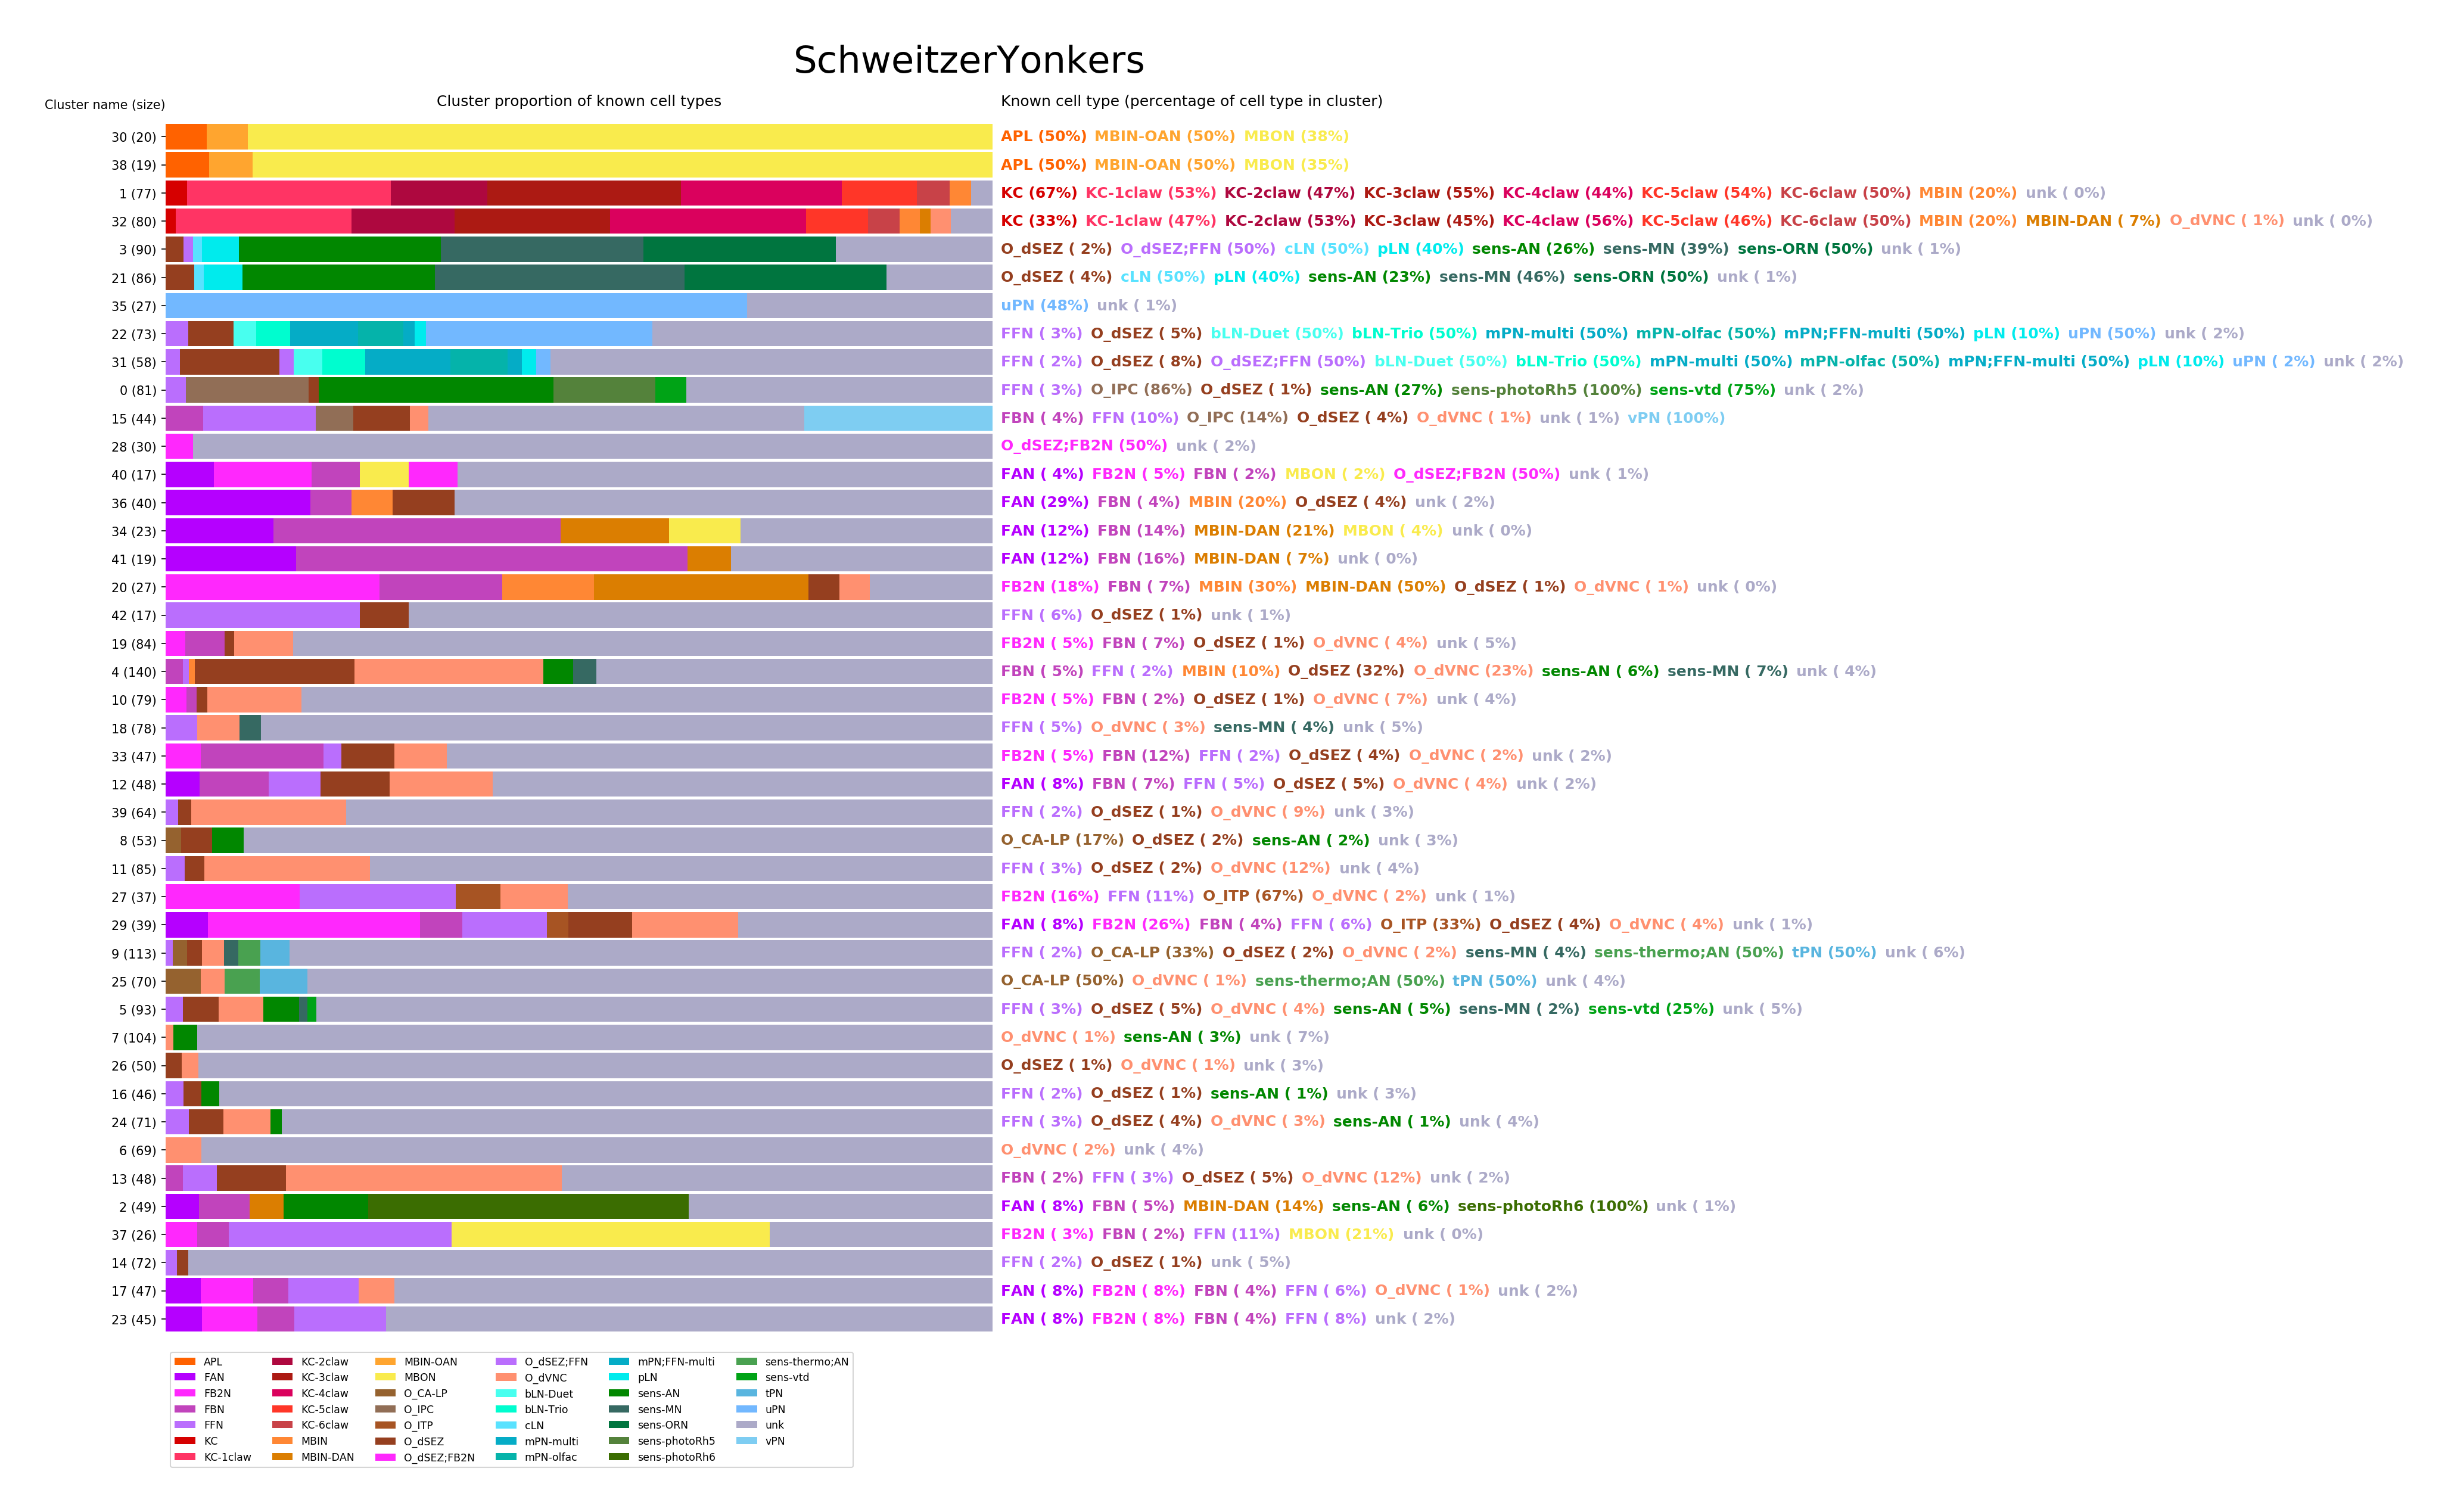 SchweitzerYonkers
Cluster name (size) Cluster proportion of known cell types Known cell type (percentage of cell type in cluster)
30 (20) APL (50%) MBIN-OAN (50%) MBON (38%)
38 (19) APL (50%) MBIN-OAN (50%) MBON (35%)
1 (77) KC (67%) KC-1claw (53%) KC-2claw (47%) KC-3claw (55%) KC-4claw (44%) KC-5claw (54%) KC-6claw (50%) MBIN (20%) unk ( 0%)
32 (80) KC (33%) KC-1claw (47%) KC-2claw (53%) KC-3claw (45%) KC-4claw (56%) KC-5claw (46%) KC-6claw (50%) MBIN (20%) MBIN-DAN ( 7%) O_dVNC ( 1%) unk ( 0%)
3 (90) O_dSEZ ( 2%) O_dSEZ;FFN (50%) cLN (50%) pLN (40%) sens-AN (26%) sens-MN (39%) sens-ORN (50%) unk ( 1%)
21 (86) O_dSEZ ( 4%) cLN (50%) pLN (40%) sens-AN (23%) sens-MN (46%) sens-ORN (50%) unk ( 1%)
35 (27) uPN (48%) unk ( 1%)
22 (73) FFN ( 3%) O_dSEZ ( 5%) bLN-Duet (50%) bLN-Trio (50%) mPN-multi (50%) mPN-olfac (50%) mPN;FFN-multi (50%) pLN (10%) uPN (50%) unk ( 2%)
31 (58) FFN ( 2%) O_dSEZ ( 8%) O_dSEZ;FFN (50%) bLN-Duet (50%) bLN-Trio (50%) mPN-multi (50%) mPN-olfac (50%) mPN;FFN-multi (50%) pLN (10%) uPN ( 2%) unk ( 2%)
0 (81) FFN ( 3%) O_IPC (86%) O_dSEZ ( 1%) sens-AN (27%) sens-photoRh5 (100%) sens-vtd (75%) unk ( 2%)
15 (44) FBN ( 4%) FFN (10%) O_IPC (14%) O_dSEZ ( 4%) O_dVNC ( 1%) unk ( 1%) vPN (100%)
28 (30) O_dSEZ;FB2N (50%) unk ( 2%)
40 (17) FAN ( 4%) FB2N ( 5%) FBN ( 2%) MBON ( 2%) O_dSEZ;FB2N (50%) unk ( 1%)
36 (40) FAN (29%) FBN ( 4%) MBIN (20%) O_dSEZ ( 4%) unk ( 2%)
34 (23) FAN (12%) FBN (14%) MBIN-DAN (21%) MBON ( 4%) unk ( 0%)
41 (19) FAN (12%) FBN (16%) MBIN-DAN ( 7%) unk ( 0%)
20 (27) FB2N (18%) FBN ( 7%) MBIN (30%) MBIN-DAN (50%) O_dSEZ ( 1%) O_dVNC ( 1%) unk ( 0%)
42 (17) FFN ( 6%) O_dSEZ ( 1%) unk ( 1%)
19 (84) FB2N ( 5%) FBN ( 7%) O_dSEZ ( 1%) O_dVNC ( 4%) unk ( 5%)
4 (140) FBN ( 5%) FFN ( 2%) MBIN (10%) O_dSEZ (32%) O_dVNC (23%) sens-AN ( 6%) sens-MN ( 7%) unk ( 4%)
10 (79) FB2N ( 5%) FBN ( 2%) O_dSEZ ( 1%) O_dVNC ( 7%) unk ( 4%)
18 (78) FFN ( 5%) O_dVNC ( 3%) sens-MN ( 4%) unk ( 5%)
33 (47) FB2N ( 5%) FBN (12%) FFN ( 2%) O_dSEZ ( 4%) O_dVNC ( 2%) unk ( 2%)
12 (48) FAN ( 8%) FBN ( 7%) FFN ( 5%) O_dSEZ ( 5%) O_dVNC ( 4%) unk ( 2%)
39 (64) FFN ( 2%) O_dSEZ ( 1%) O_dVNC ( 9%) unk ( 3%)
8 (53) O_CA-LP (17%) O_dSEZ ( 2%) sens-AN ( 2%) unk ( 3%)
11 (85) FFN ( 3%) O_dSEZ ( 2%) O_dVNC (12%) unk ( 4%)
27 (37) FB2N (16%) FFN (11%) O_ITP (67%) O_dVNC ( 2%) unk ( 1%)
29 (39) FAN ( 8%) FB2N (26%) FBN ( 4%) FFN ( 6%) O_ITP (33%) O_dSEZ ( 4%) O_dVNC ( 4%) unk ( 1%)
9 (113) FFN ( 2%) O_CA-LP (33%) O_dSEZ ( 2%) O_dVNC ( 2%) sens-MN ( 4%) sens-thermo;AN (50%) tPN (50%) unk ( 6%)
25 (70) O_CA-LP (50%) O_dVNC ( 1%) sens-thermo;AN (50%) tPN (50%) unk ( 4%)
5 (93) FFN ( 3%) O_dSEZ ( 5%) O_dVNC ( 4%) sens-AN ( 5%) sens-MN ( 2%) sens-vtd (25%) unk ( 5%)
7 (104) O_dVNC ( 1%) sens-AN ( 3%) unk ( 7%)
26 (50) O_dSEZ ( 1%) O_dVNC ( 1%) unk ( 3%)
16 (46) FFN ( 2%) O_dSEZ ( 1%) sens-AN ( 1%) unk ( 3%)
24 (71) FFN ( 3%) O_dSEZ ( 4%) O_dVNC ( 3%) sens-AN ( 1%) unk ( 4%)
6 (69) O_dVNC ( 2%) unk ( 4%)
13 (48) FBN ( 2%) FFN ( 3%) O_dSEZ ( 5%) O_dVNC (12%) unk ( 2%)
2 (49) FAN ( 8%) FBN ( 5%) MBIN-DAN (14%) sens-AN ( 6%) sens-photoRh6 (100%) unk ( 1%)
37 (26) FB2N ( 3%) FBN ( 2%) FFN (11%) MBON (21%) unk ( 0%)
14 (72) FFN ( 2%) O_dSEZ ( 1%) unk ( 5%)
17 (47) FAN ( 8%) FB2N ( 8%) FBN ( 4%) FFN ( 6%) O_dVNC ( 1%) unk ( 2%)
23 (45) FAN ( 8%) FB2N ( 8%) FBN ( 4%) FFN ( 8%) unk ( 2%)
APL KC-2claw MBIN-OAN O_dSEZ;FFN mPN;FFN-multi sens-thermo;AN
FAN KC-3claw MBON O_dVNC pLN sens-vtd
FB2N KC-4claw O_CA-LP bLN-Duet sens-AN tPN
FBN KC-5claw O_IPC bLN-Trio sens-MN uPN
FFN KC-6claw O_ITP cLN sens-ORN unk
KC MBIN O_dSEZ mPN-multi sens-photoRh5 vPN
KC-1claw MBIN-DAN O_dSEZ;FB2N mPN-olfac sens-photoRh6